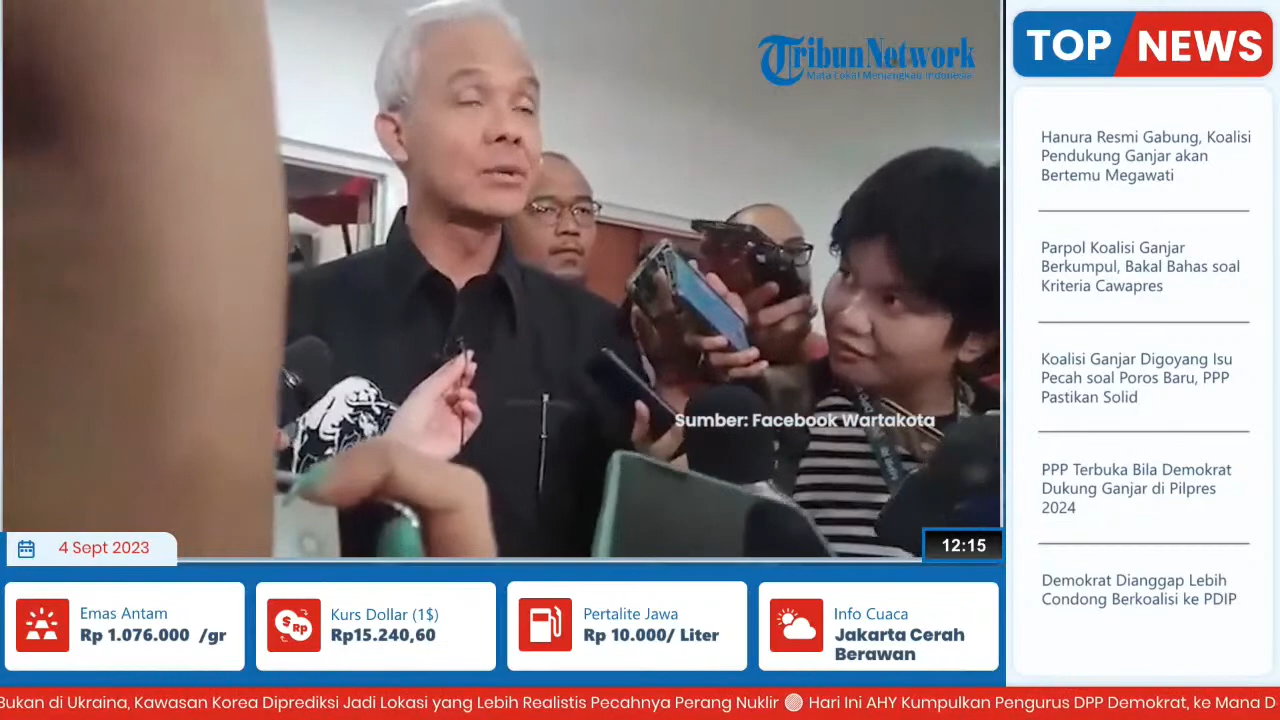 TribunNetwork
Mata Lokal Menjangkau Indonesia
Sumber: Facebook Wartakota
TOP NEWS
Hanura Resmi Gabung, Koalisi
Pendukung Ganjar akan
Bertemu Megawati
Parpol Koalisi Ganjar
Berkumpul, Bakal Bahas soal
Kriteria Cawapres
Koalisi Ganjar Digoyang Isu
Pecah soal Poros Baru, PPP
Pastikan Solid
PPP Terbuka Bila Demokrat
Dukung Ganjar di Pilpres
2024
Demokrat Dianggap Lebih
Condong Berkoalisi ke PDIP
4 Sept 2023
12:15
Emas Antam
Rp 1.076.000 /gr
Kurs Dollar (1$)
Rp15.240,60
Pertalite Jawa
Rp 10.000/ Liter
Info Cuaca
Jakarta Cerah
Berawan
Bukan di Ukraina, Kawasan Korea Diprediksi Jadi Lokasi yang Lebih Realistis Pecahnya Perang Nuklir Hari Ini AHY Kumpulkan Pengurus DPP Demokrat, ke Mana D